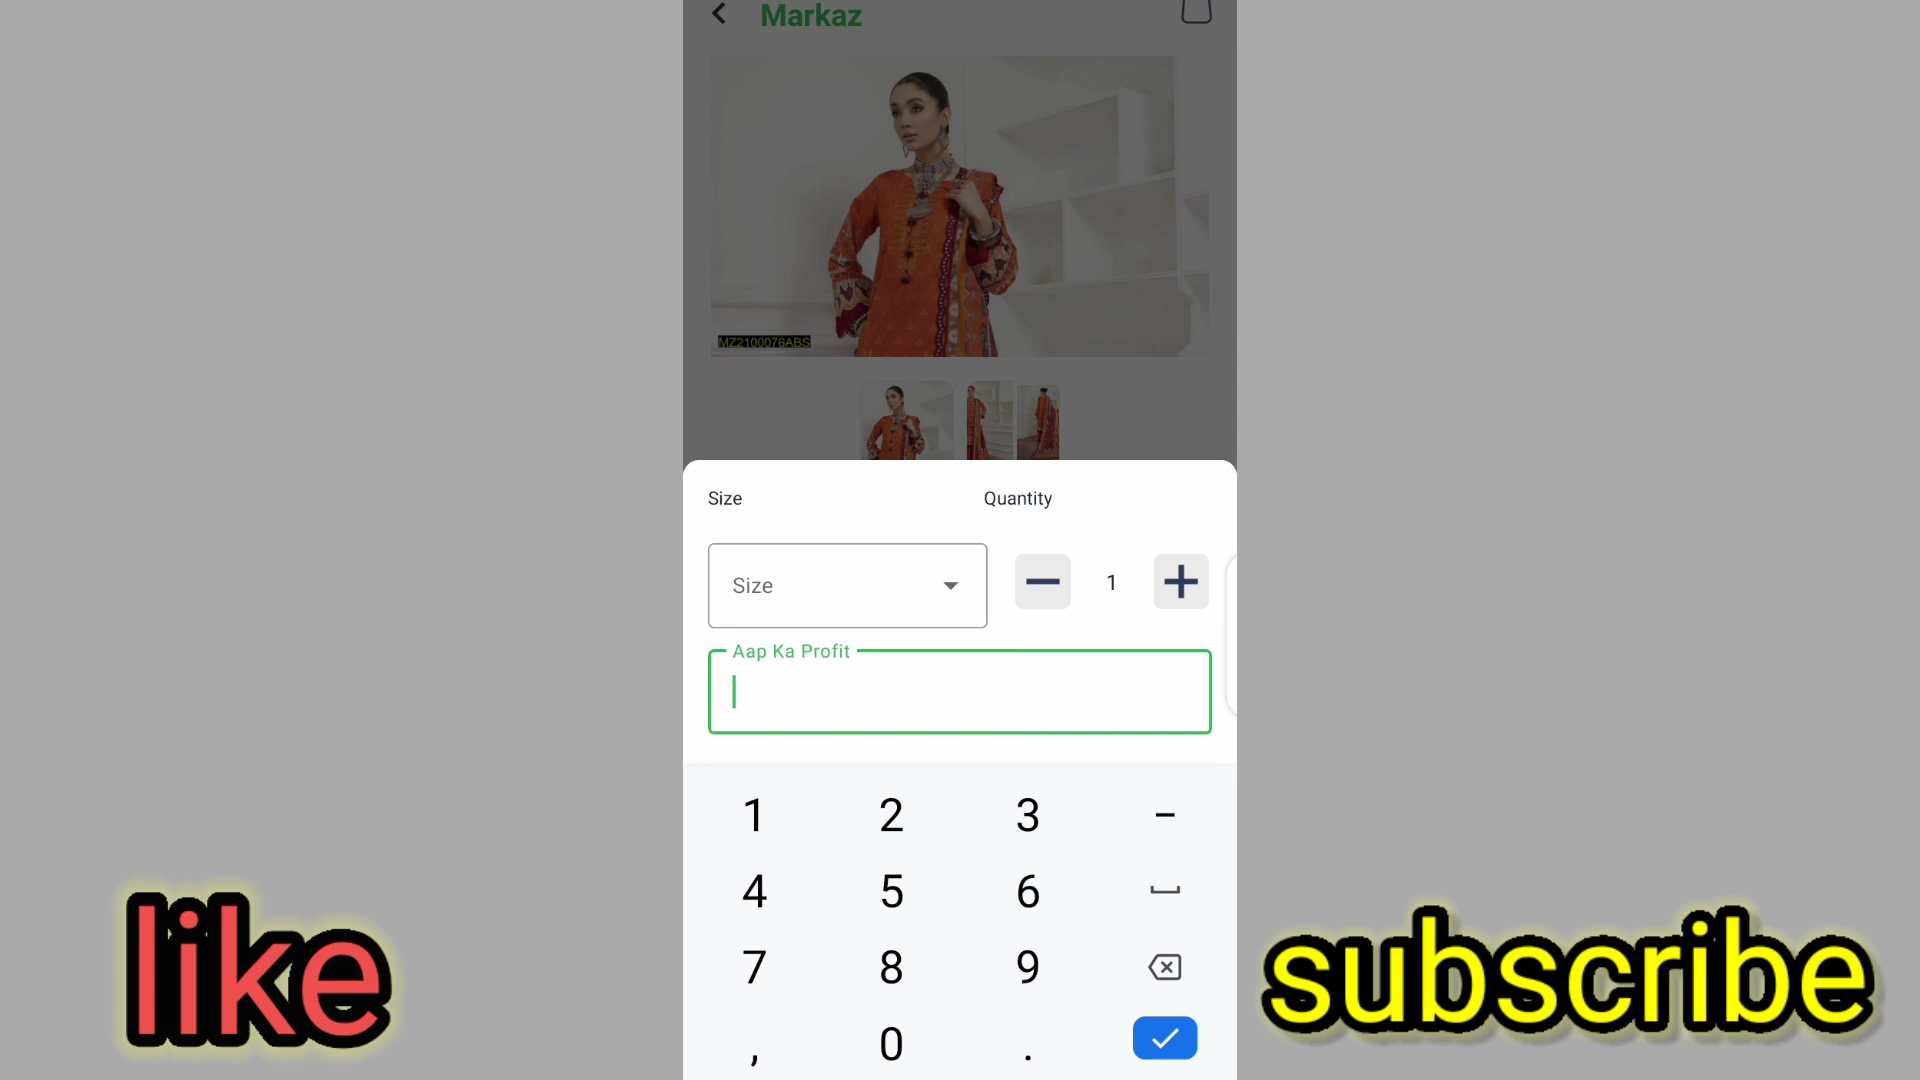 Markaz
MZ2100076ABS
Size
Quantity
Size
1
Aap Ka Profit
1 2 3 –
4 5 6
7 8 9
, 0 .
like
subscribe